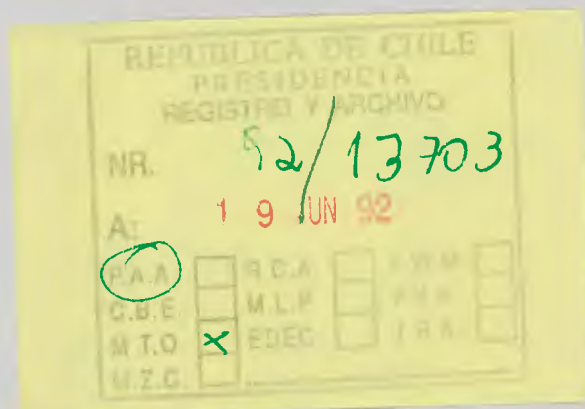 REPUBLICA DE CHILE
PRESIDENCIA
REGISTRO Y ARCHIVO
NR. 92/13703
A: 19 JUN 92
P.A.A. R.C.A. F.W.M.
C.B.E. M.L.P. P.V.S.
M.T.O. X EDEC J.R.A.
M.Z.C.